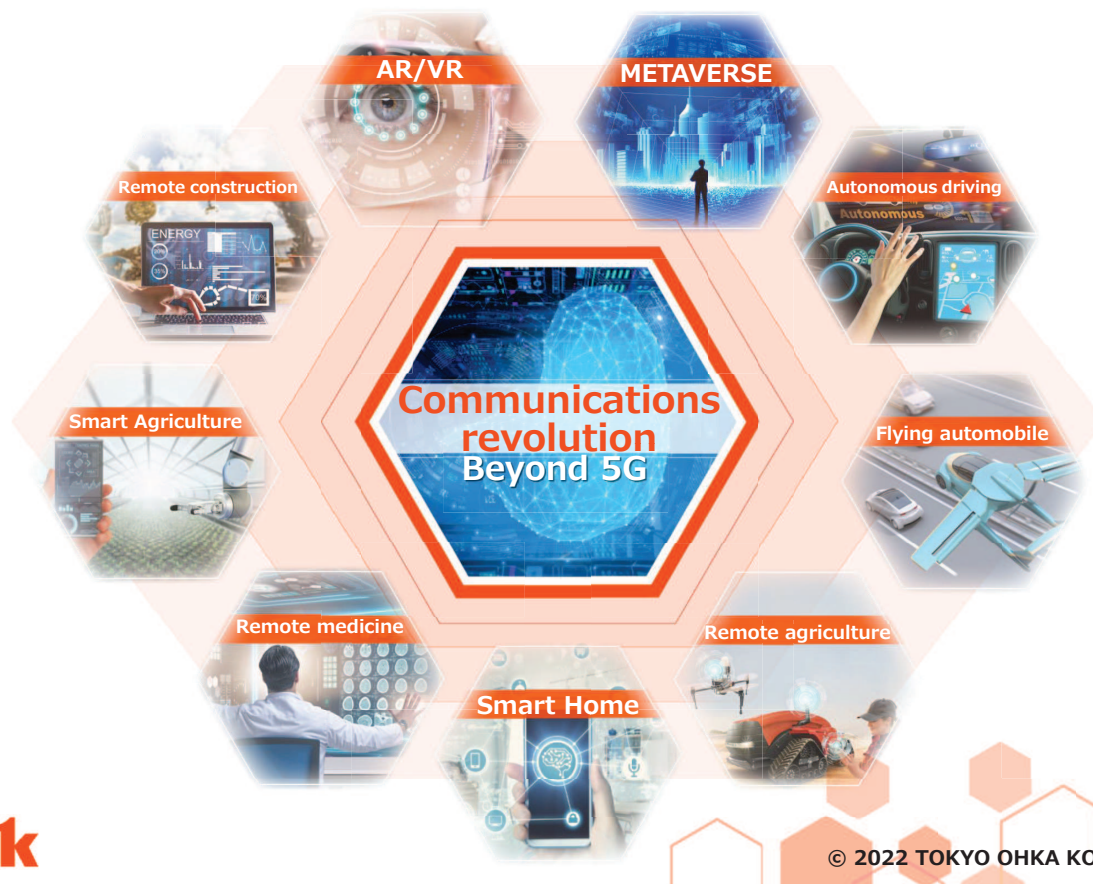 AR/VR
METAVERSE
Remote construction
ENERGY
70%
Autonomous driving
Autonomous
Communications
revolution
Beyond 5G
Smart Agriculture
Flying automobile
Remote medicine
Remote agriculture
Smart Home
© 2022 TOKYO OHKA KO